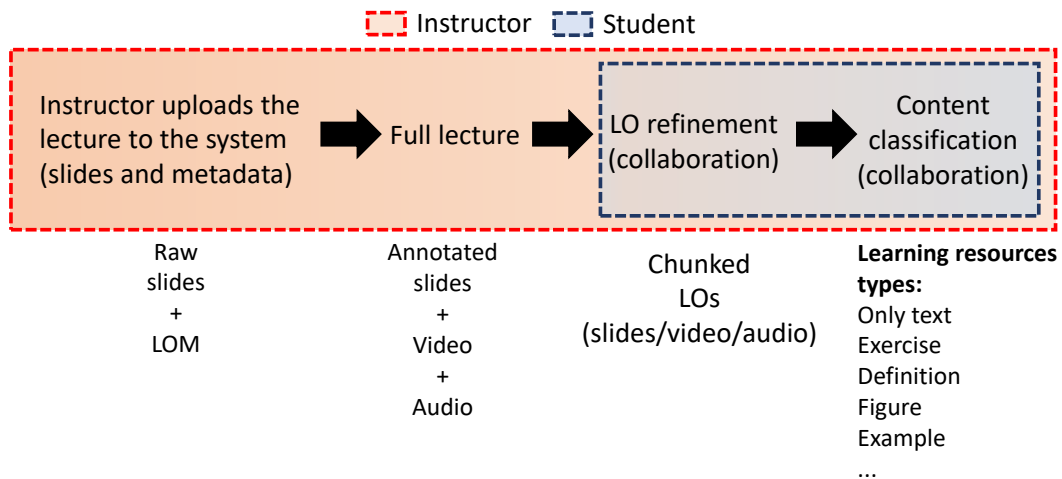 Instructor
Student
Instructor uploads the
lecture to the system
(slides and metadata)
Full lecture
LO refinement
(collaboration)
Content
classification
(collaboration)
Raw
slides
+
LOM
Annotated
slides
+
Video
+
Audio
Chunked
LOs
(slides/video/audio)
Learning resources
types:
Only text
Exercise
Definition
Figure
Example
...